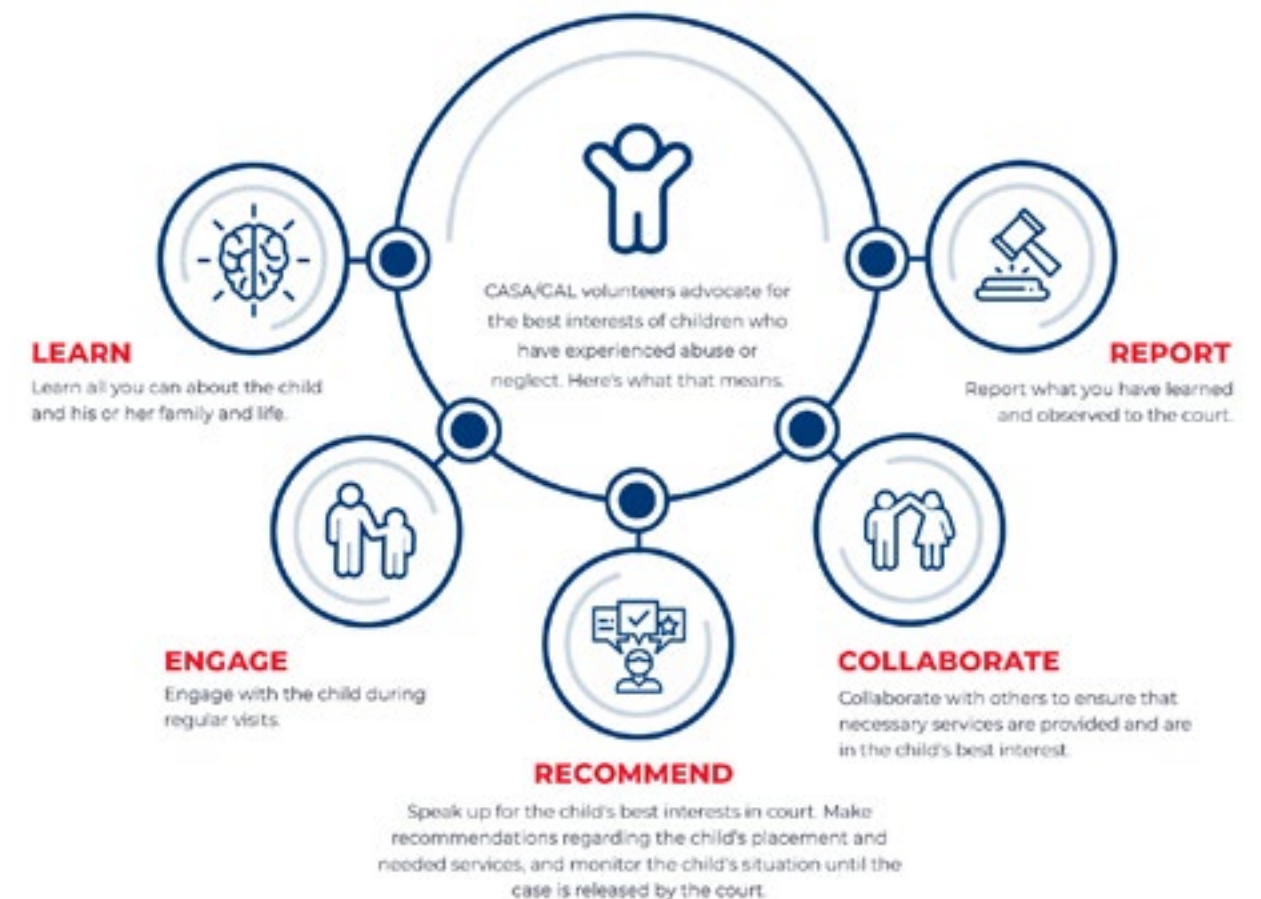 CASA/GAL volunteers advocate for
the best interests of children who
have experienced abuse or
neglect. Here's what that means.
LEARN
Learn all you can about the child
and his or her family and life.
ENGAGE
Engage with the child during
regular visits.
RECOMMEND
Speak up for the child's best interests in court. Make
recommendations regarding the child's placement and
needed services, and monitor the child's situation until the
case is released by the court.
COLLABORATE
Collaborate with others to ensure that
necessary services are provided and are
in the child's best interest.
REPORT
Report what you have learned
and observed to the court.